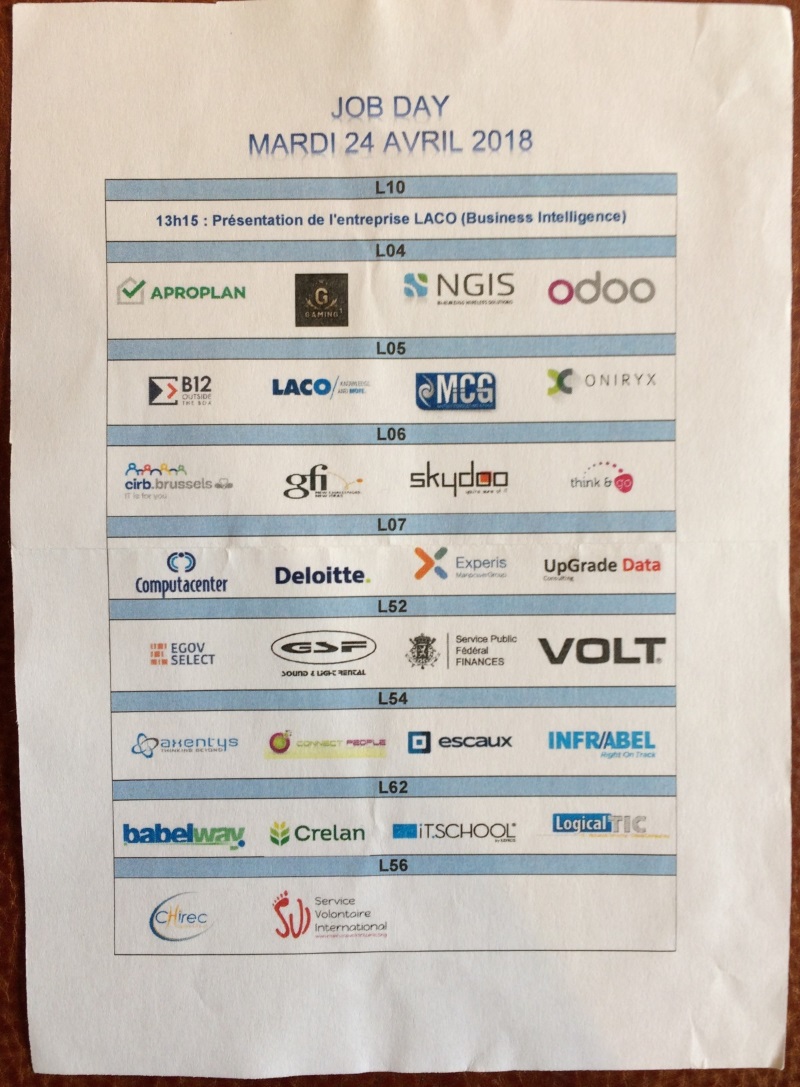 JOB DAY
MARDI 24 AVRIL 2018
L10
13h15 : Présentation de l'entreprise LACO (Business Intelligence)
L04
APROPLAN
G
GAMING
NGIS
odoo
L05
B12
OUTSIDE
THE BOX
LACO
MCG
ONIRYX
L06
cirb.brussels
IT is for you
gfi
skydoo
think & go
L07
Computacenter
Deloitte.
Experis
ManpowerGroup
UpGrade Data
Consulting
L52
EGOV
SELECT
GSF
SOUND & LIGHT RENTAL
Service Public
Fédéral
FINANCES
VOLT
L54
axentys
THINKING BEYOND
CONNECT PEOPLE
escaux
INFRABEL
Right On Track
L62
babelway
Crelan
iT.SCHOOL
LogicalTIC
L56
CHirec
SVI
Service
Volontaire
International